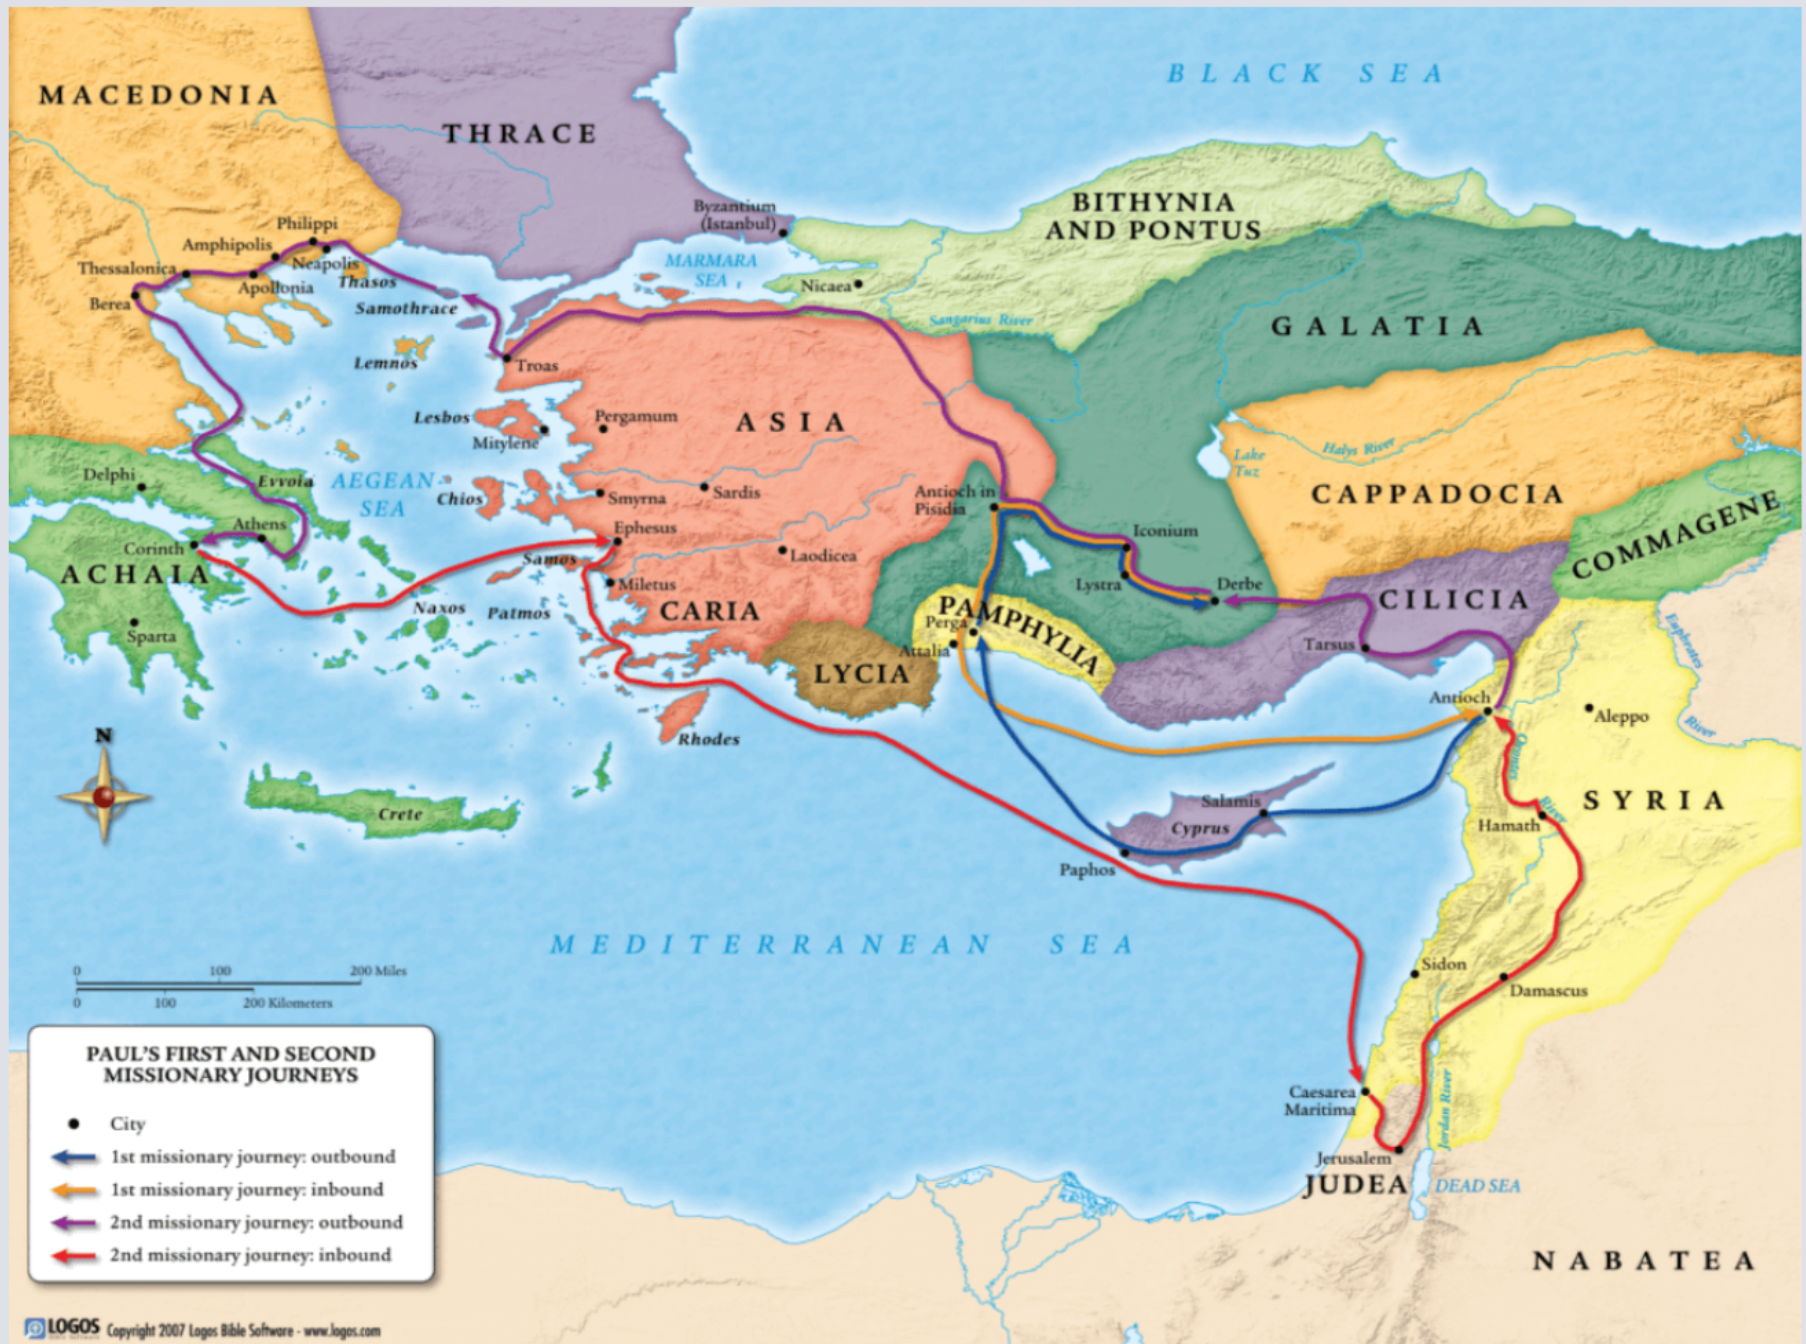 BLACK SEA
MACEDONIA
THRACE
BITHYNIA
AND PONTUS
Byzantium
(Istanbul)
Philippi
Amphipolis
Neapolis
Thessalonica
Apollonia
Thasos
Berea
Samothrace
MARMARA
SEA
Nicaea
Sangarius River
GALATIA
Lemnos
Troas
Lesbos
Mitylene
Pergamum
ASIA
Lake
Tuz
Halys River
CAPPADOCIA
COMMAGENE
Delphi
Evvoia
AEGEAN
SEA
Chios
Smyrna
Sardis
Antioch in
Pisidia
Athens
Ephesus
Iconium
Corinth
Samos
Laodicea
ACHAIA
Miletus
Lystra
Derbe
CILICIA
Naxos
Patmos
CARIA
PAMPHYLIA
Perga
Sparta
Attalia
Tarsus
Euphrates
River
LYCIA
Antioch
Aleppo
N
Rhodes
Orontes
River
Salamis
Cyprus
SYRIA
Crete
Hamath
Paphos
MEDITERRANEAN SEA
Sidon
Damascus
0 100 200 Miles
0 100 200 Kilometers
PAUL'S FIRST AND SECOND
MISSIONARY JOURNEYS
City
1st missionary journey: outbound
1st missionary journey: inbound
2nd missionary journey: outbound
2nd missionary journey: inbound
Caesarea
Maritima
Jordan River
Jerusalem
JUDEA
DEAD SEA
NABATEA
LOGOS
Copyright 2007 Logos Bible Software - www.logos.com